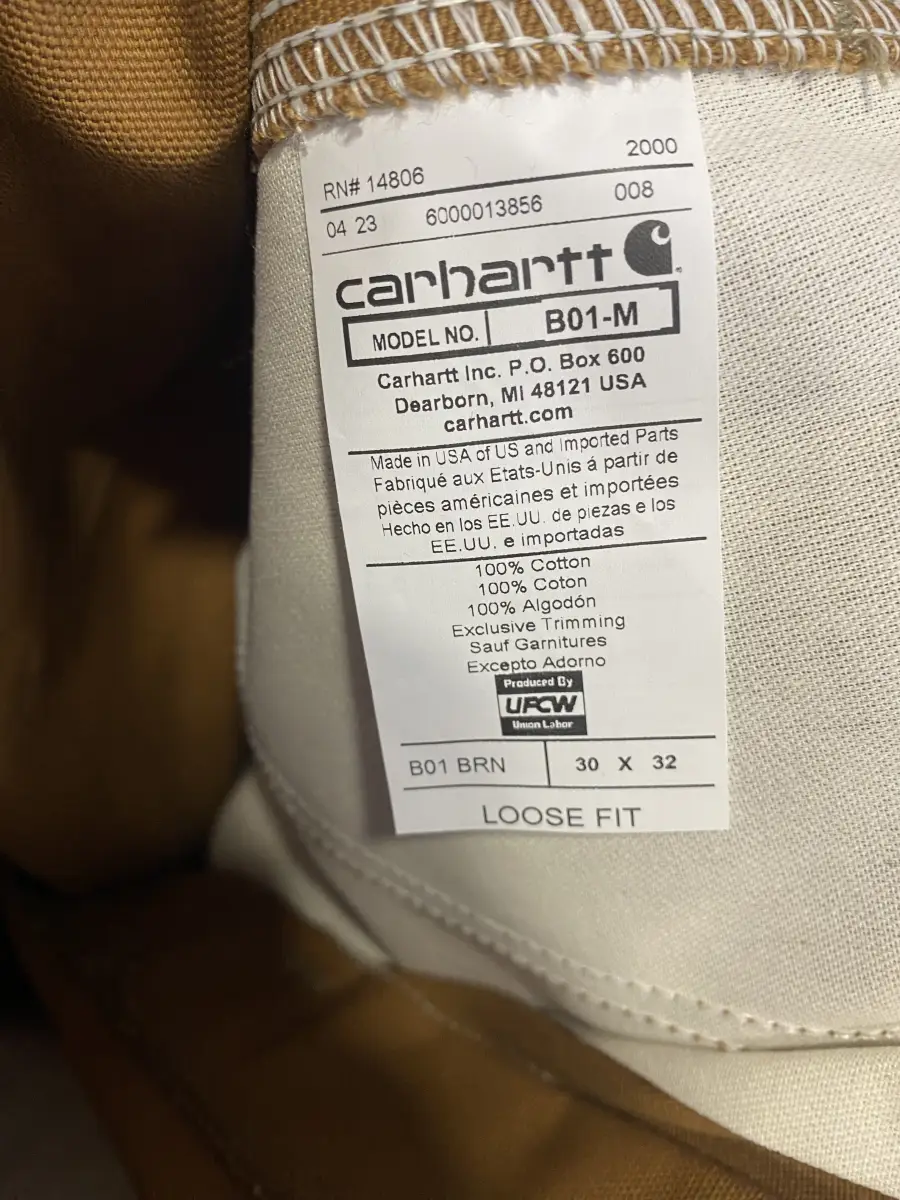 2000
RN# 14806
04 23 6000013856 008
carhartt
MODEL NO. B01-M
Carhartt Inc. P.O. Box 600
Dearborn, MI 48121 USA
carhartt.com
Made in USA of US and Imported Parts
Fabriqué aux Etats-Unis á partir de
pièces américaines et importées
Hecho en los EE.UU. de piezas e los
EE.UU. e importadas
100% Cotton
100% Coton
100% Algodón
Exclusive Trimming
Sauf Garnitures
Excepto Adorno
Produced By
UFCW
Union Labor
B01 BRN 30 X 32
LOOSE FIT